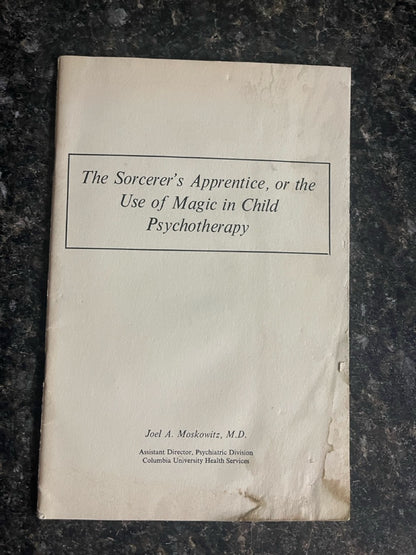 The Sorcerer's Apprentice, or the
Use of Magic in Child
Psychotherapy
Joel A. Moskowitz, M.D.
Assistant Director, Psychiatric Division
Columbia University Health Services